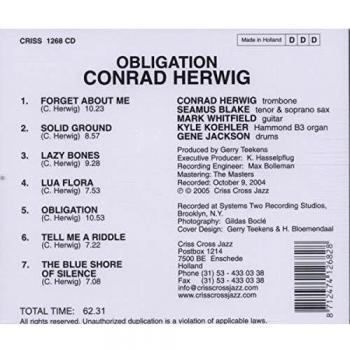 CRISS 1268 CD
Made in Holland D D D
OBLIGATION
CONRAD HERWIG
1. FORGET ABOUT ME
(C. Herwig) 10.23
2. SOLID GROUND
(C. Herwig) 8.57
3. LAZY BONES
(C. Herwig) 9.28
4. LUA FLORA
(C. Herwig) 7.53
5. OBLIGATION
(C. Herwig) 10.53
6. TELL ME A RIDDLE
(C. Herwig) 7.22
7. THE BLUE SHORE
OF SILENCE
(C. Herwig) 7.08
TOTAL TIME: 62.31
CONRAD HERWIG trombone
SEAMUS BLAKE tenor & soprano sax
MARK WHITFIELD guitar
KYLE KOEHLER Hammond B3 organ
GENE JACKSON drums
Produced by Gerry Teekens
Executive Producer: K. Hasselpflug
Recording Engineer: Max Bolleman
Mastering: The Masters
Recorded: October 9, 2004
℗ © 2005 Criss Cross Jazz
Recorded at Systems Two Recording Studios,
Brooklyn, N.Y.
Photography: Gildas Boclé
Cover Design: Gerry Teekens & H. Bloemendaal
Criss Cross Jazz
Postbox 1214
7500 BE Enschede
Holland
Phone (31) 53 - 433 03 38
Fax (31) 53 - 433 03 38
info@crisscrossjazz.com
www.crisscrossjazz.com
8712474126828
All rights reserved. Unauthorized duplication is a violation of applicable laws.